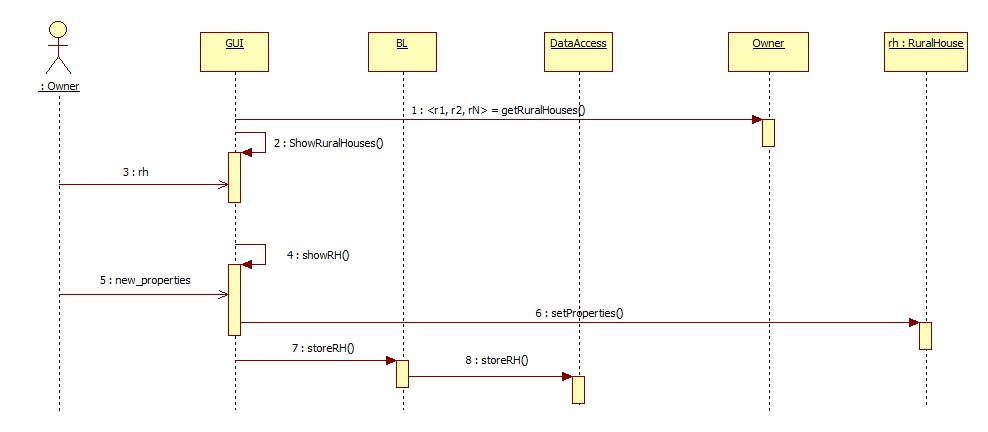 GUI
BL
DataAccess
Owner
rh : RuralHouse
: Owner
1 : <r1, r2, rN> = getRuralHouses()
2 : ShowRuralHouses()
3 : rh
4 : showRH()
5 : new_properties
6 : setProperties()
7 : storeRH()
8 : storeRH()